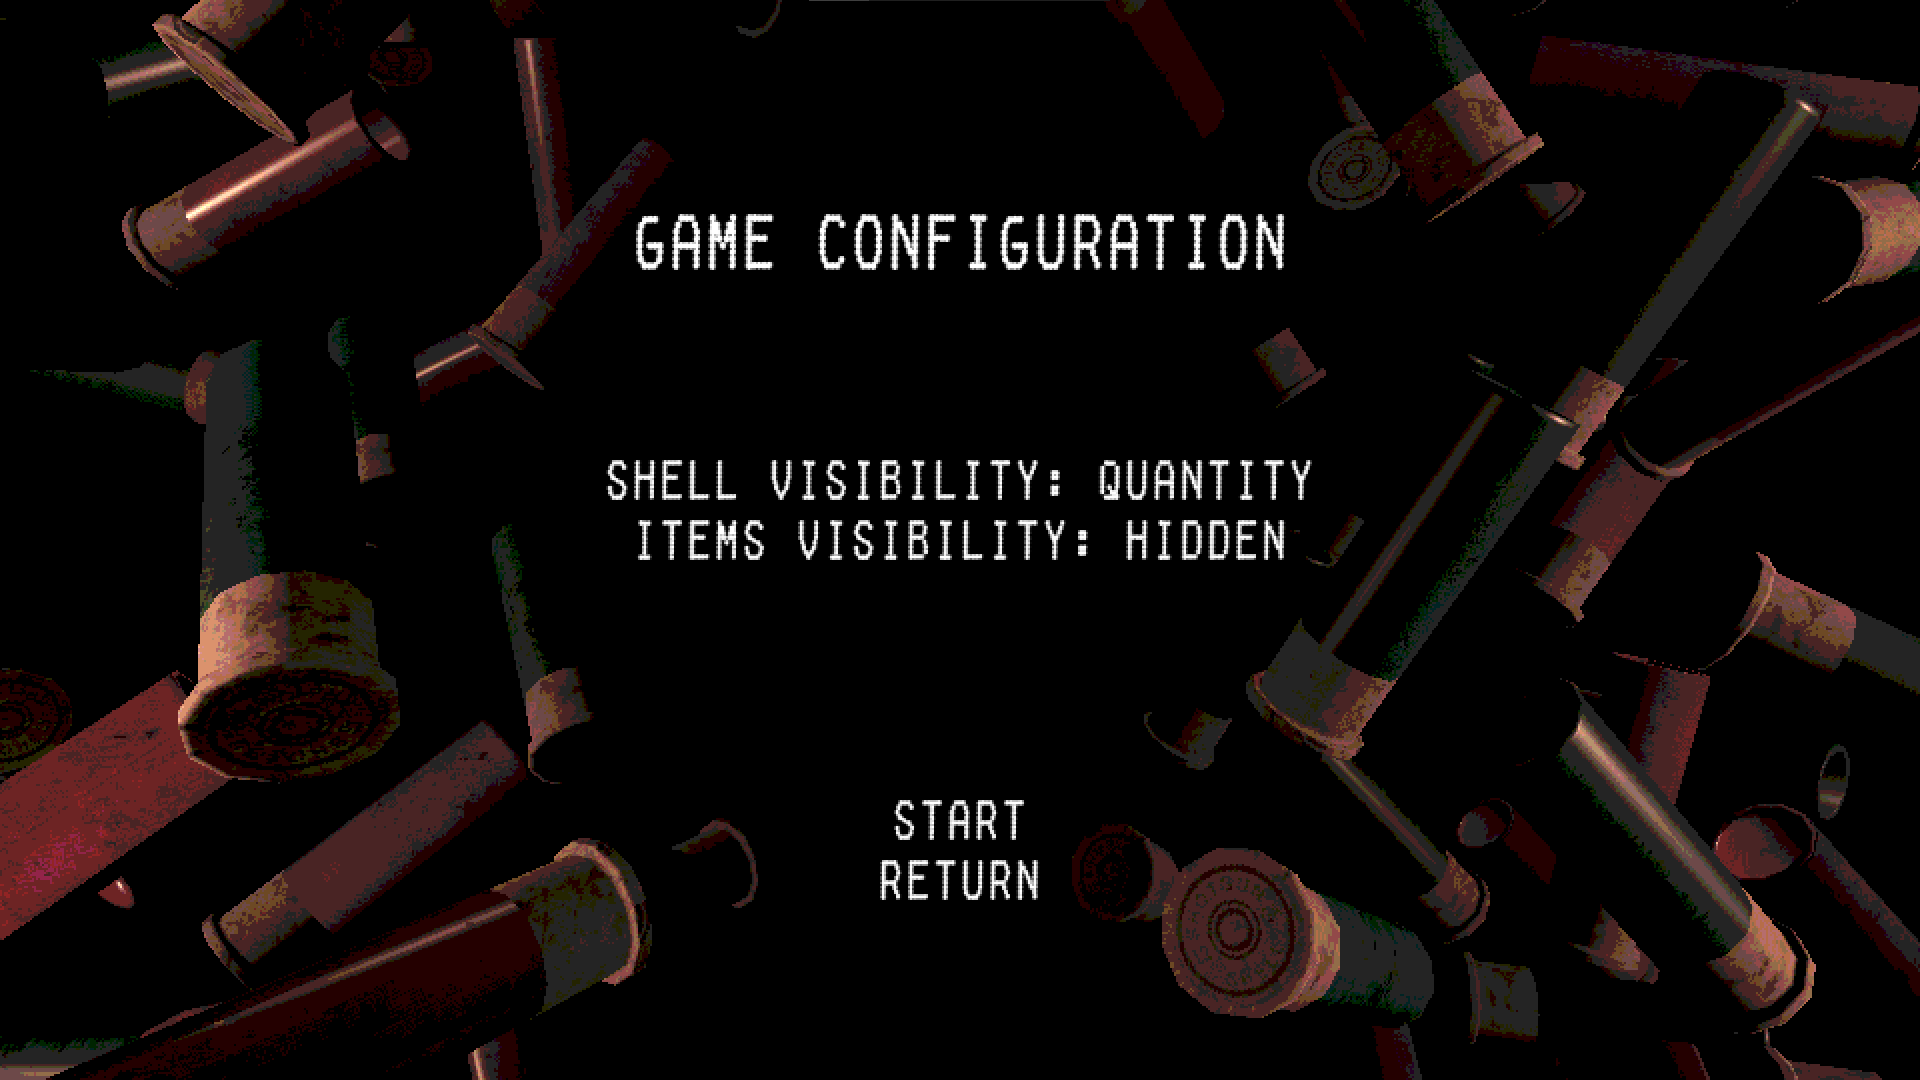 GAME CONFIGURATION
SHELL VISIBILITY: QUANTITY
ITEMS VISIBILITY: HIDDEN
START
RETURN